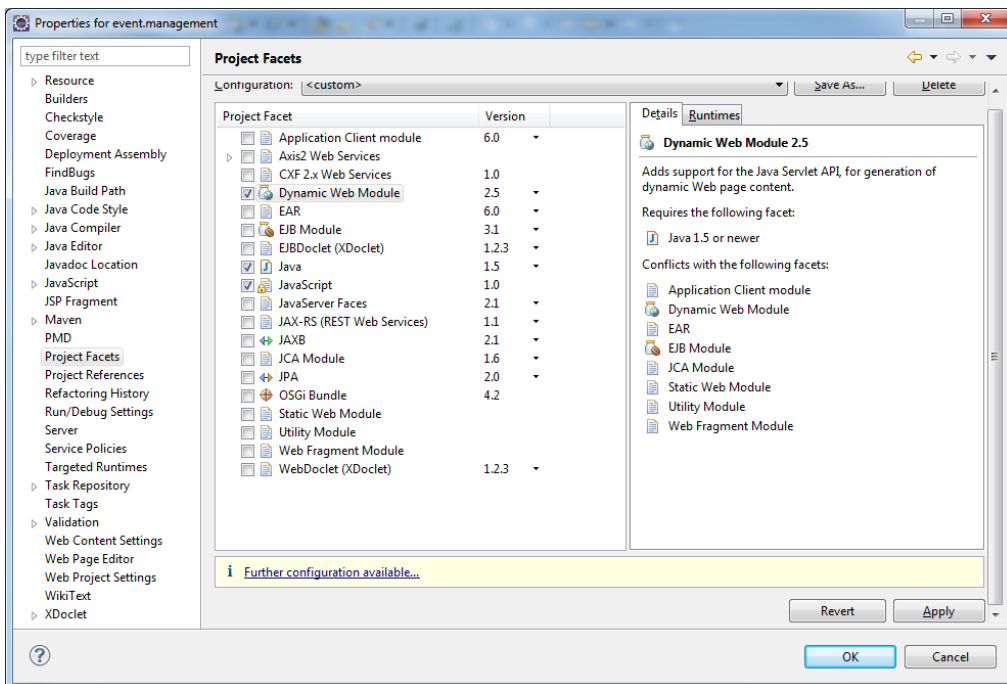 Properties for event.management
type filter text
Resource
Builders
Checkstyle
Coverage
Deployment Assembly
FindBugs
Java Build Path
Java Code Style
Java Compiler
Java Editor
Javadoc Location
JavaScript
JSP Fragment
Maven
PMD
Project Facets
Project References
Refactoring History
Run/Debug Settings
Server
Service Policies
Targeted Runtimes
Task Repository
Task Tags
Validation
Web Content Settings
Web Page Editor
Web Project Settings
WikiText
XDoclet
Project Facets
Configuration: <custom> Save As... Delete
Project Facet Version
Application Client module 6.0
Axis2 Web Services
CXF 2.x Web Services 1.0
Dynamic Web Module 2.5
EAR 6.0
EJB Module 3.1
EJBDoclet (XDoclet) 1.2.3
Java 1.5
JavaScript 1.0
JavaServer Faces 2.1
JAX-RS (REST Web Services) 1.1
JAXB 2.1
JCA Module 1.6
JPA 2.0
OSGi Bundle 4.2
Static Web Module
Utility Module
Web Fragment Module
WebDoclet (XDoclet) 1.2.3
Details Runtimes
Dynamic Web Module 2.5
Adds support for the Java Servlet API, for generation of
dynamic Web page content.
Requires the following facet:
Java 1.5 or newer
Conflicts with the following facets:
Application Client module
Dynamic Web Module
EAR
EJB Module
JCA Module
Static Web Module
Utility Module
Web Fragment Module
i Further configuration available...
Revert Apply
? OK Cancel